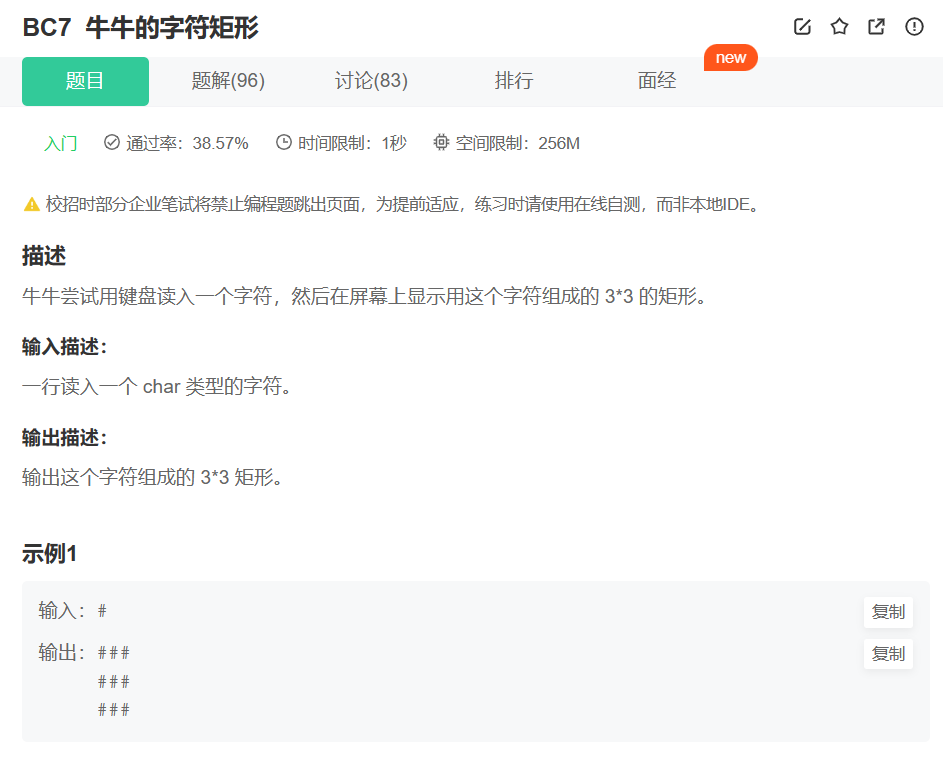 BC7 牛牛的字符矩形
new
题目 题解(96) 讨论(83) 排行 面经
入门 通过率：38.57% 时间限制：1秒 空间限制：256M
校招时部分企业笔试将禁止编程题跳出页面，为提前适应，练习时请使用在线自测，而非本地IDE。
描述
牛牛尝试用键盘读入一个字符，然后在屏幕上显示用这个字符组成的 3*3 的矩形。
输入描述：
一行读入一个 char 类型的字符。
输出描述：
输出这个字符组成的 3*3 矩形。
示例1
输入：# 复制
输出：### 复制
###
###